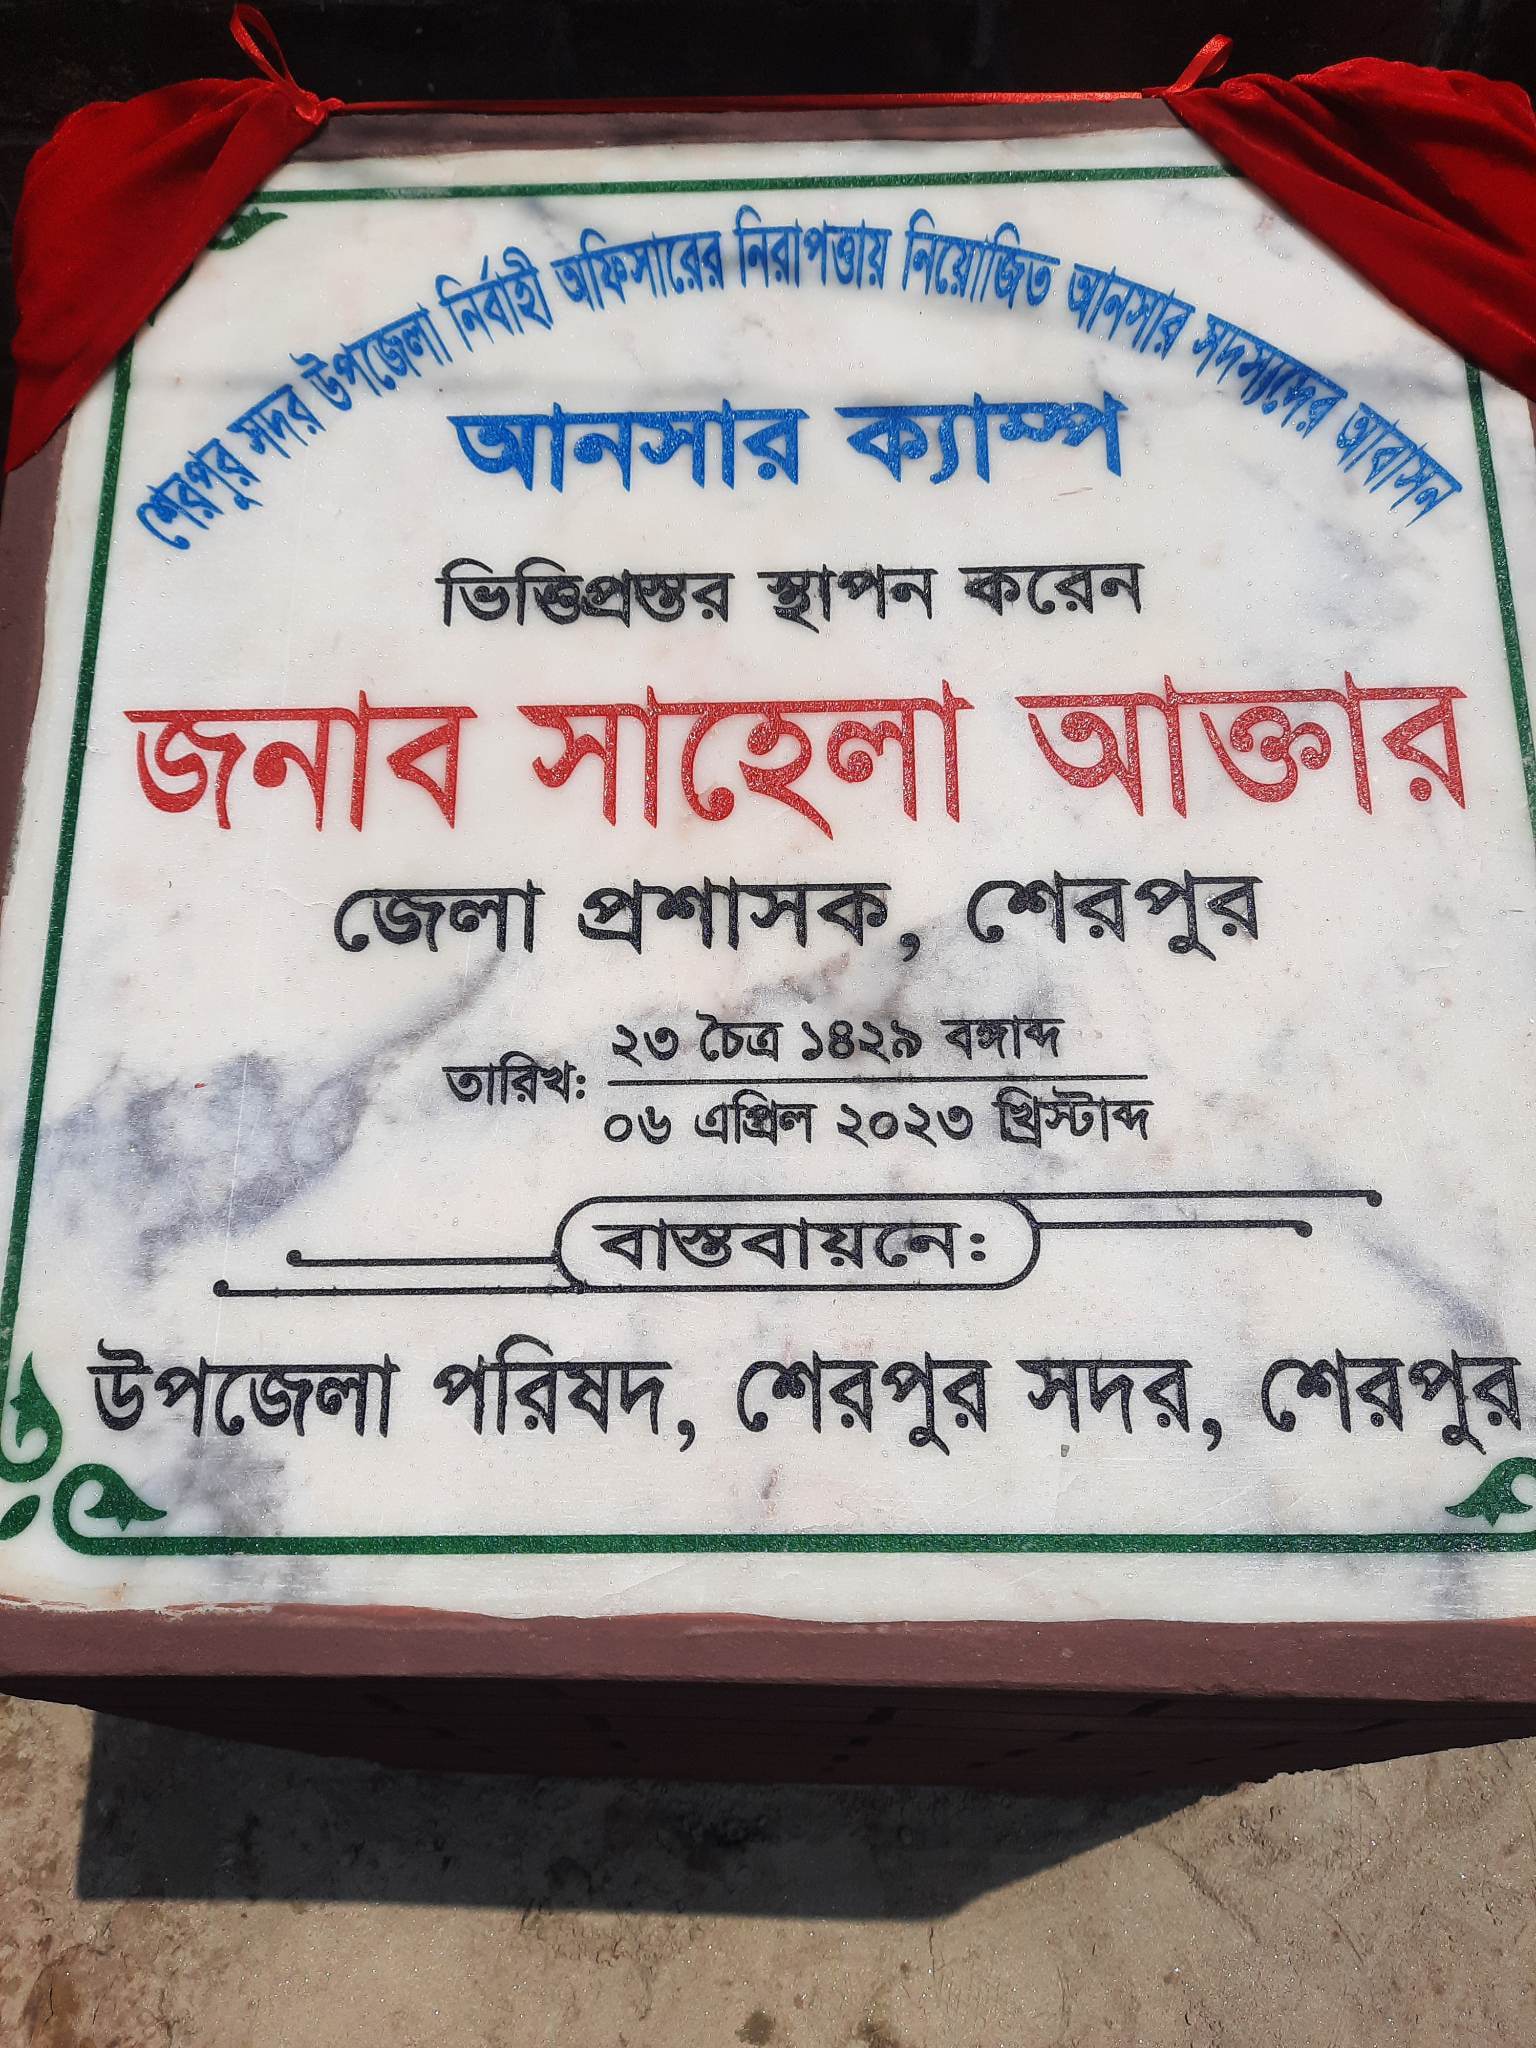 শেরপুর সদর উপজেলা নির্বাহী অফিসারের নিরাপত্তায় নিয়োজিত আনসার সদস্যদের আবাসন
আনসার ক্যাম্প
ভিত্তিপ্রস্তর স্থাপন করেন
জনাব সাহেলা আক্তার
জেলা প্রশাসক, শেরপুর
তারিখ: ২৩ চৈত্র ১৪২৯ বঙ্গাব্দ
০৬ এপ্রিল ২০২৩ খ্রিস্টাব্দ
বাস্তবায়নে:
উপজেলা পরিষদ, শেরপুর সদর, শেরপুর